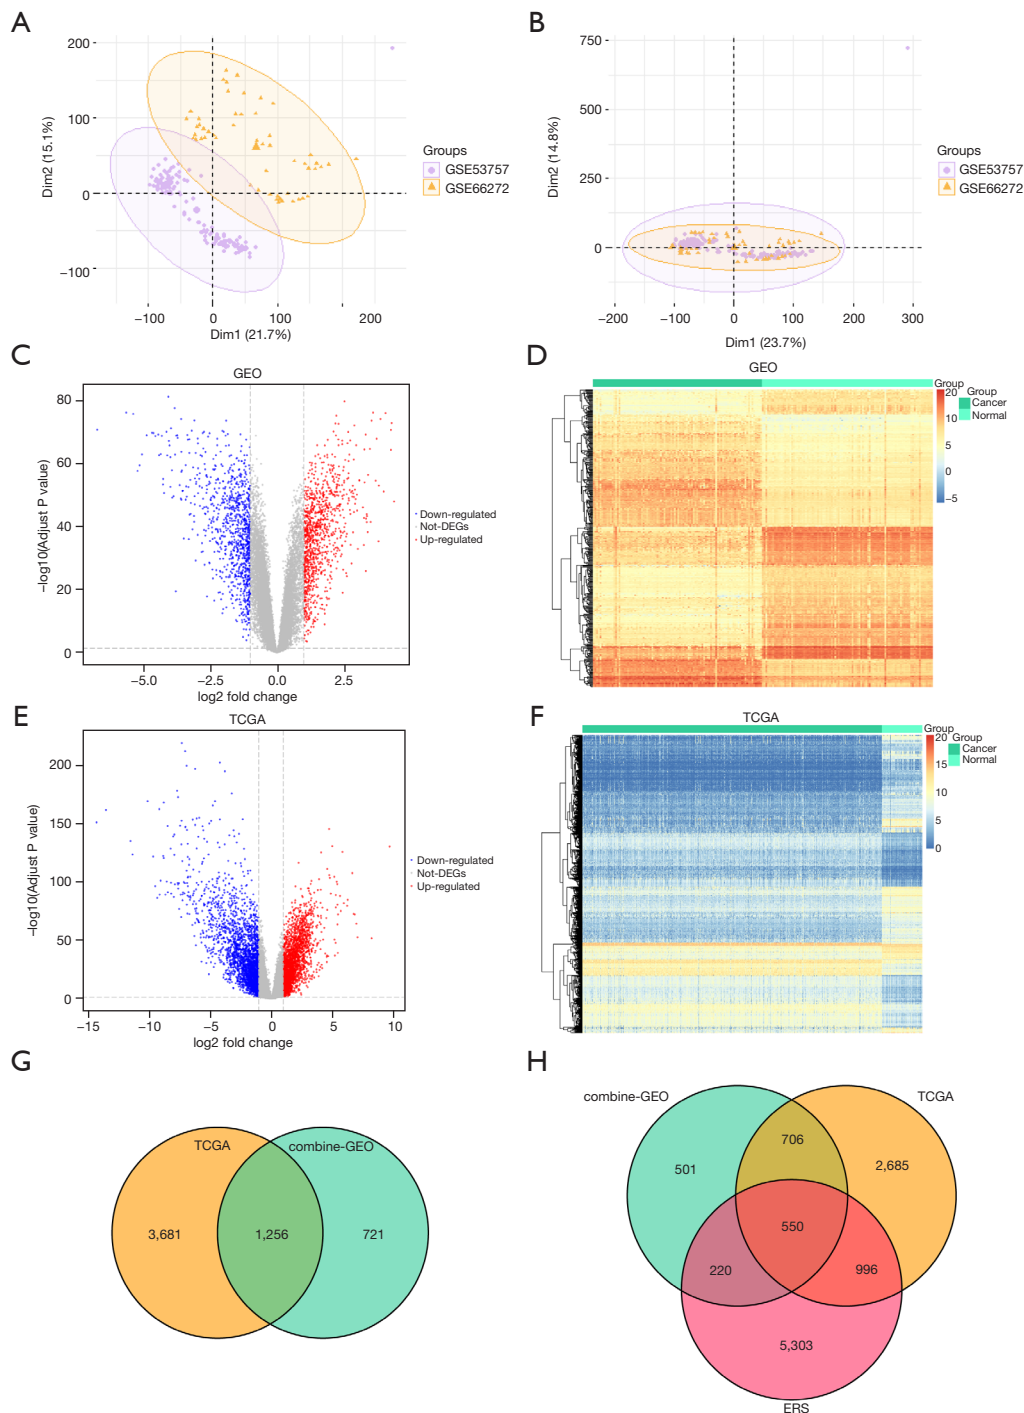 A
200
100
0
−100
−100
0
100
200
Dim1 (21.7%)
Dim2 (15.1%)
Groups
GSE53757
GSE66272
B
750
500
250
0
−200
−100
0
100
200
300
Dim1 (23.7%)
Dim2 (14.8%)
Groups
GSE53757
GSE66272
C
GEO
80
60
40
20
0
−5.0
−2.5
0
2.5
log2 fold change
−log10(Adjust P value)
Down-regulated
Not-DEGs
Up-regulated
D
GEO
Group
20
15
10
5
0
−5
Group
Cancer
Normal
E
TCGA
200
150
100
50
0
−15
−10
−5
0
5
10
log2 fold change
−log10(Adjust P value)
Down-regulated
Not-DEGs
Up-regulated
F
TCGA
Group
20
15
10
5
0
Group
Cancer
Normal
G
TCGA
combine-GEO
3,681
1,256
721
H
combine-GEO
TCGA
706
501
2,685
550
220
996
5,303
ERS